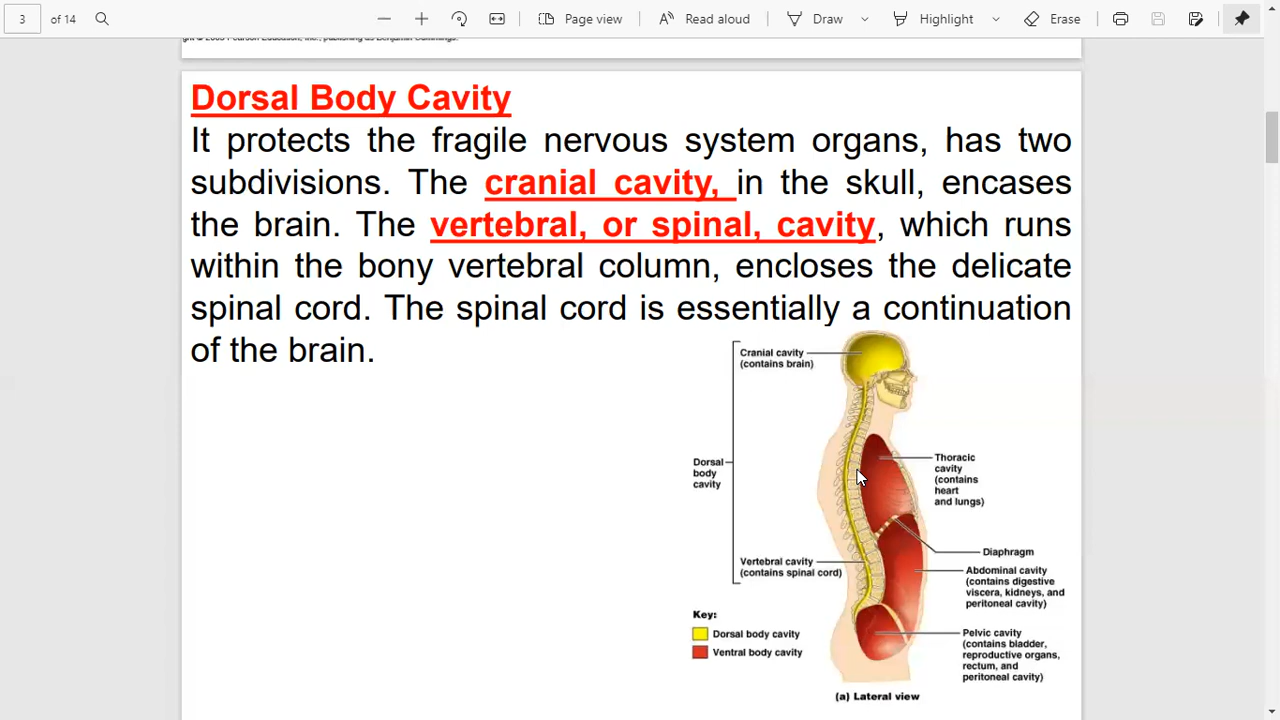 3 of 14 Page view Read aloud Draw Highlight Erase
Dorsal Body Cavity
It protects the fragile nervous system organs, has two
subdivisions. The cranial cavity, in the skull, encases
the brain. The vertebral, or spinal, cavity, which runs
within the bony vertebral column, encloses the delicate
spinal cord. The spinal cord is essentially a continuation
of the brain.
Cranial cavity
(contains brain)
Dorsal
body
cavity
Vertebral cavity
(contains spinal cord)
Key:
Dorsal body cavity
Ventral body cavity
Thoracic
cavity
(contains
heart
and lungs)
Diaphragm
Abdominal cavity
(contains digestive
viscera, kidneys, and
peritoneal cavity)
Pelvic cavity
(contains bladder,
reproductive organs,
rectum, and
peritoneal cavity)
(a) Lateral view